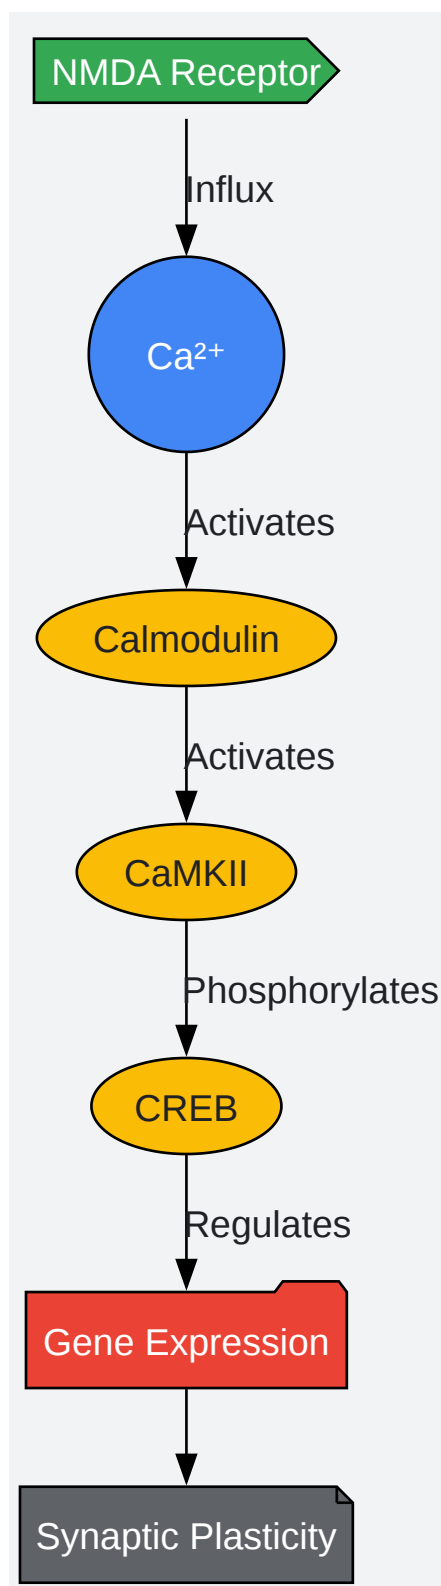 NMDA Receptor
Influx
Ca²⁺
Activates
Calmodulin
Activates
CaMKII
Phosphorylates
CREB
Regulates
Gene Expression
Synaptic Plasticity